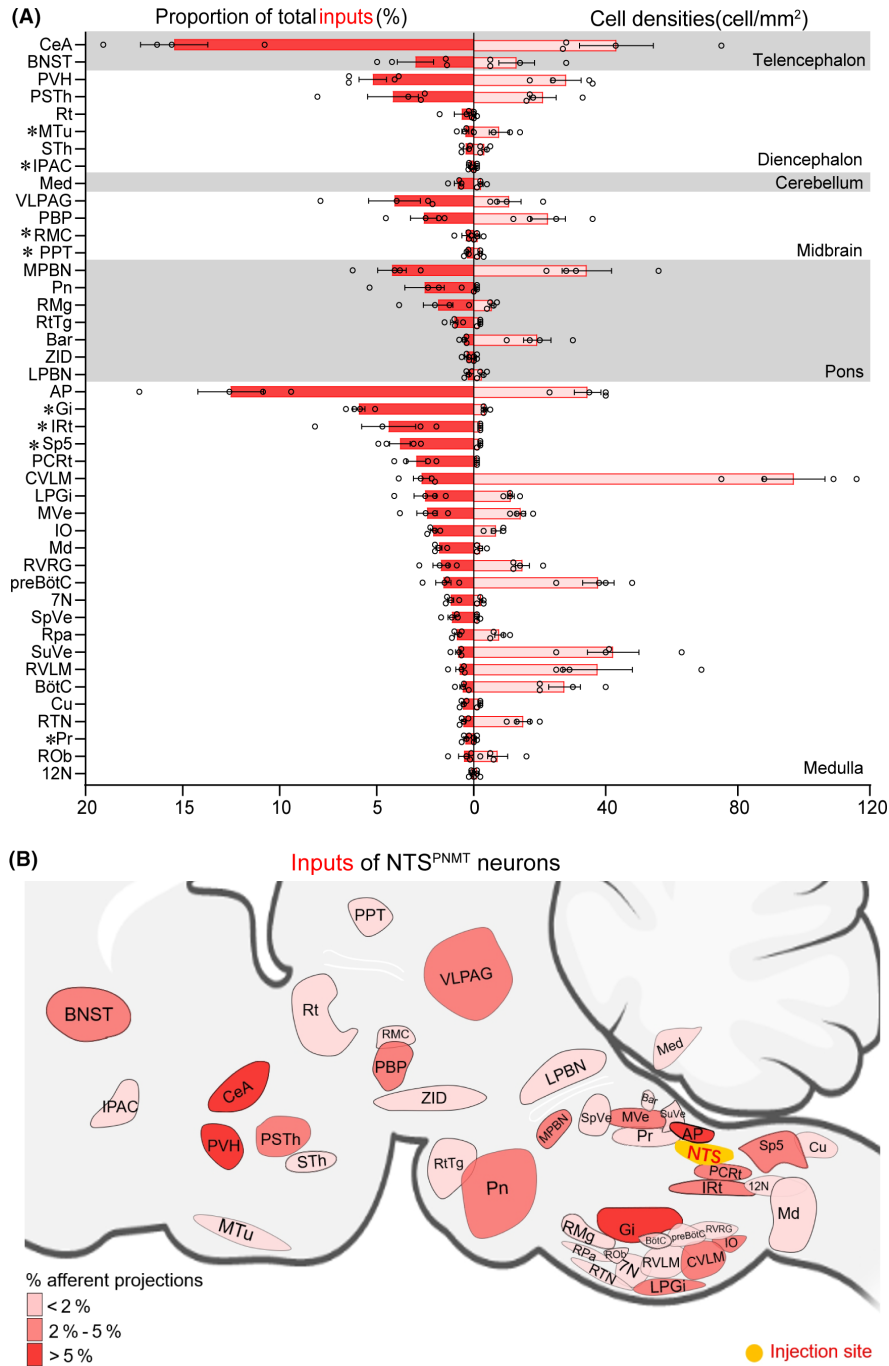 (A)
Proportion of total inputs (%)
Cell densities(cell/mm²)
CeA
BNST
Telencephalon
PVH
PSTh
Rt
*MTu
STh
*IPAC
Diencephalon
Med
Cerebellum
VLPAG
PBP
*RMC
* PPT
Midbrain
MPBN
Pn
RMg
RtTg
Bar
ZID
LPBN
Pons
AP
*Gi
* IRt
*Sp5
PCRt
CVLM
LPGi
MVe
IO
Md
RVRG
preBötC
7N
SpVe
Rpa
SuVe
RVLM
BötC
Cu
RTN
*Pr
ROb
12N
Medulla
20 15 10 5 0 40 80 120
(B)
Inputs of NTSᴾᴺᴹᵀ neurons
PPT
VLPAG
BNST
Rt
RMC
PBP
Med
LPBN
CeA
ZID
IPAC
Bar
SpVe
MVe
SuVe
MPBN
Pr
AP
PVH
PSTh
STh
NTS
Sp5
Cu
RtTg
Pn
PCRt
IRt
12N
Md
MTu
RMg
Gi
BötC
preBötC
RVRG
IO
RPa
ROb
RTN
7N
RVLM
CVLM
LPGi
% afferent projections
< 2 %
2 % - 5 %
> 5 %
Injection site